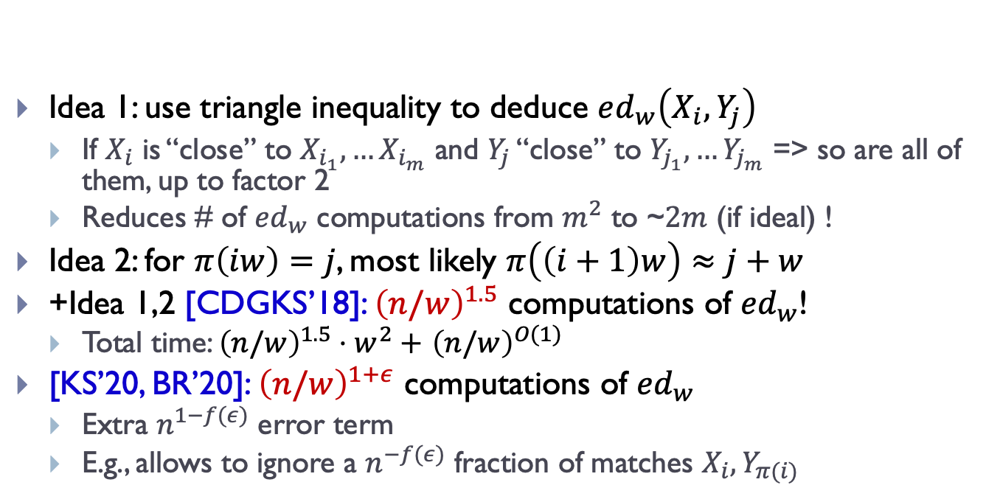 Idea 1: use triangle inequality to deduce $ed_w(X_i, Y_j)$
If $X_i$ is “close” to $X_{i_1}, … X_{i_m}$ and $Y_j$ “close” to $Y_{j_1}, … Y_{j_m}$ => so are all of
them, up to factor 2
Reduces # of $ed_w$ computations from $m^2$ to ~$2m$ (if ideal) !
Idea 2: for $\pi(iw) = j$, most likely $\pi((i + 1)w) \approx j + w$
+Idea 1,2 [CDGKS’18]: $(n/w)^{1.5}$ computations of $ed_w$!
Total time: $(n/w)^{1.5} \cdot w^2 + (n/w)^{O(1)}$
[KS’20, BR’20]: $(n/w)^{1+\epsilon}$ computations of $ed_w$
Extra $n^{1-f(\epsilon)}$ error term
E.g., allows to ignore a $n^{-f(\epsilon)}$ fraction of matches $X_i, Y_{\pi(i)}$